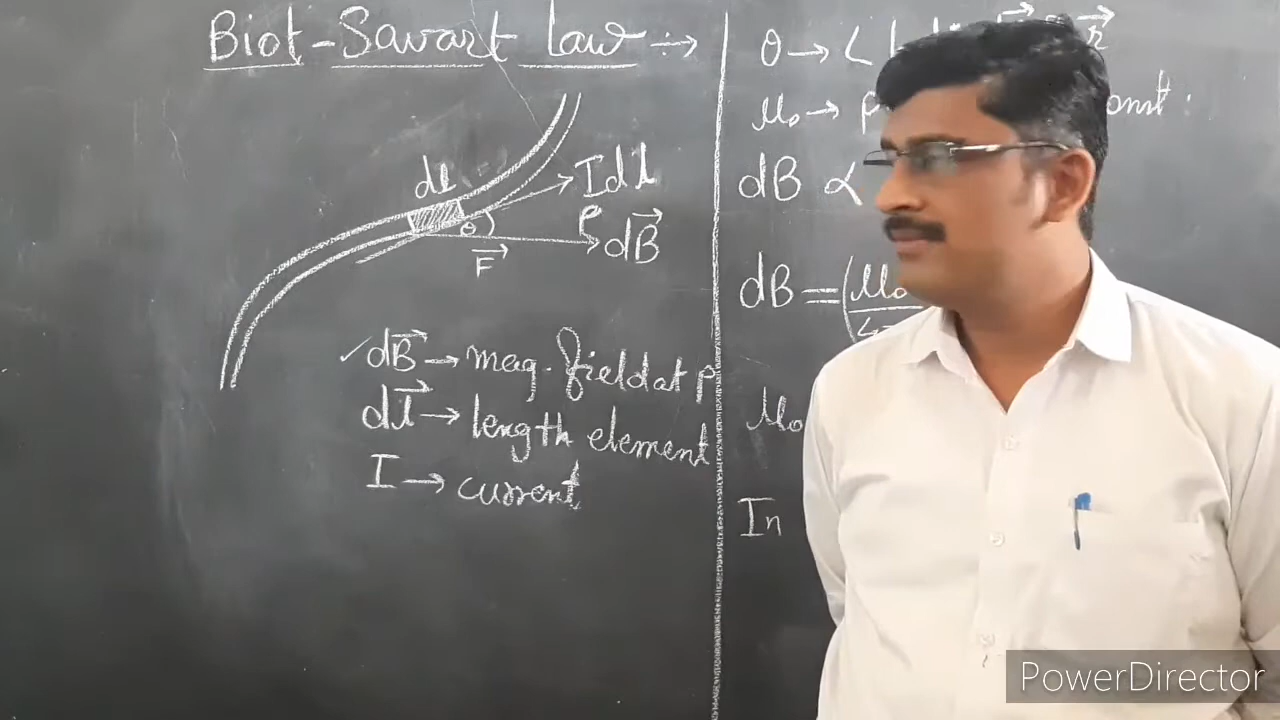 Biot-Savart law ÷→
dl
Idl
θ
P
dB⃗
r⃗
✓ dB⃗ → mag. field at P
dl⃗ → length element
I → current
θ → ∠
μ₀ →
dB ∝
dB = (μ₀
μ₀
In
PowerDirector